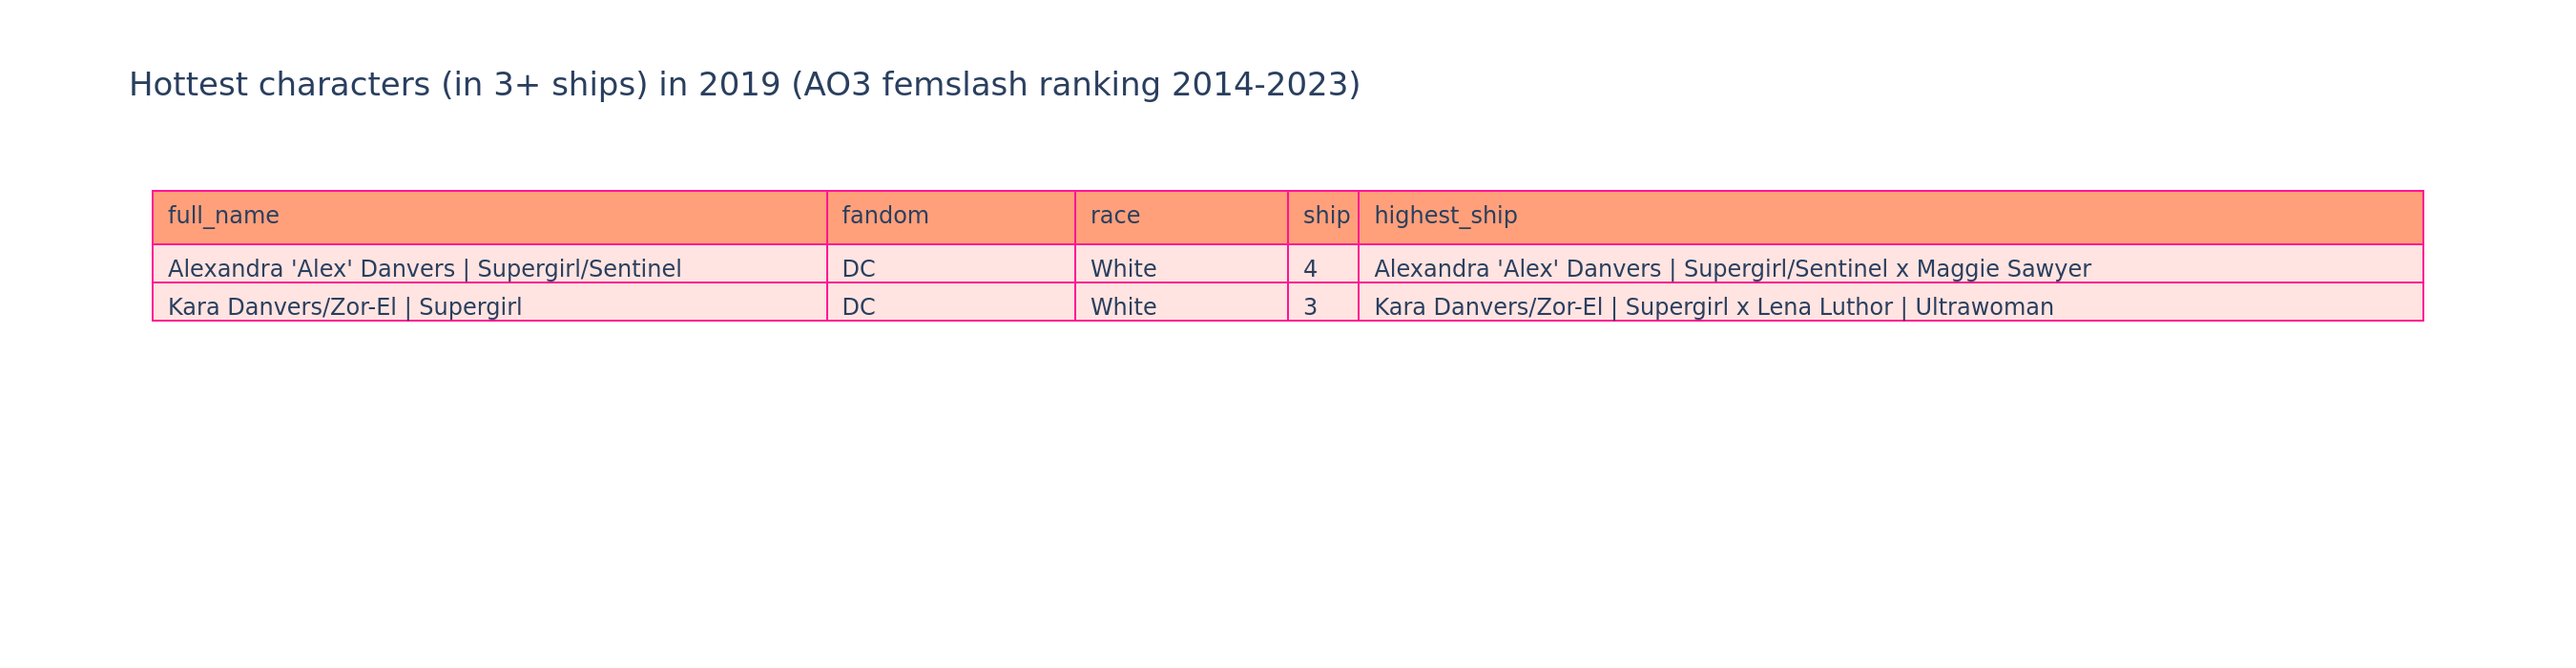 Hottest characters (in 3+ ships) in 2019 (AO3 femslash ranking 2014-2023)
full_name fandom race ship highest_ship
Alexandra 'Alex' Danvers | Supergirl/Sentinel DC White 4 Alexandra 'Alex' Danvers | Supergirl/Sentinel x Maggie Sawyer
Kara Danvers/Zor-El | Supergirl DC White 3 Kara Danvers/Zor-El | Supergirl x Lena Luthor | Ultrawoman